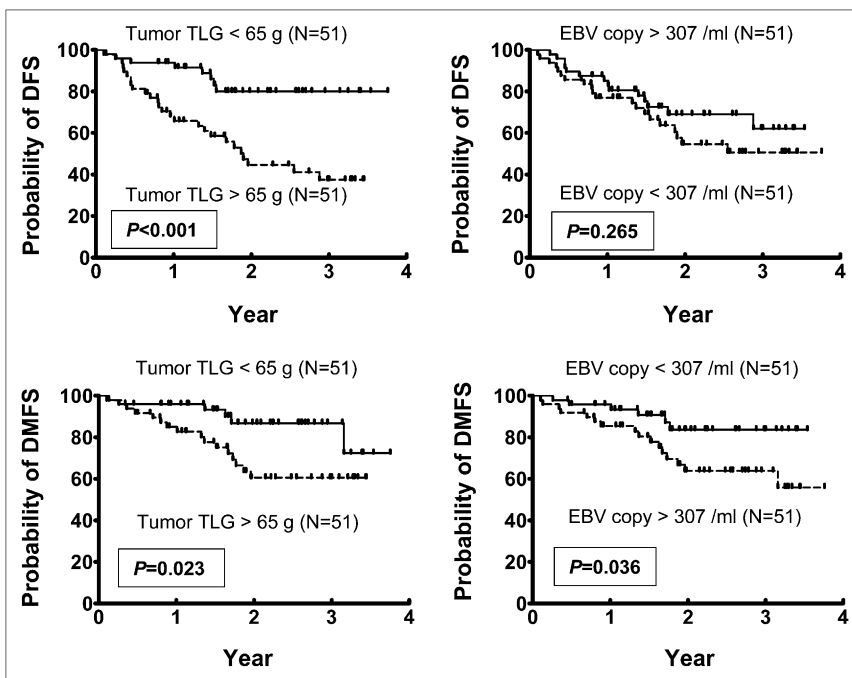 Tumor TLG < 65 g (N=51)
Probability of DFS
100
80
60
40
20
0
Tumor TLG > 65 g (N=51)
P<0.001
0 1 2 3 4
Year
EBV copy > 307 /ml (N=51)
Probability of DFS
100
80
60
40
20
0
EBV copy < 307 /ml (N=51)
P=0.265
0 1 2 3 4
Year
Tumor TLG < 65 g (N=51)
Probability of DMFS
100
80
60
40
20
0
Tumor TLG > 65 g (N=51)
P=0.023
0 1 2 3 4
Year
EBV copy < 307 /ml (N=51)
Probability of DMFS
100
80
60
40
20
0
EBV copy > 307 /ml (N=51)
P=0.036
0 1 2 3 4
Year